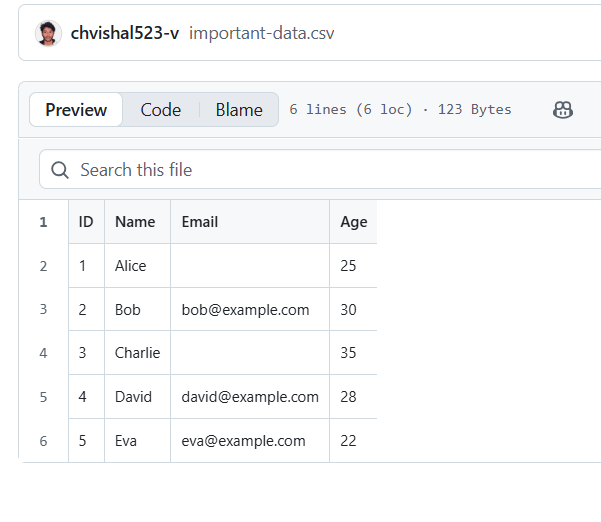 chvishal523-v important-data.csv
Preview Code Blame 6 lines (6 loc) · 123 Bytes
Search this file
1 ID Name Email Age
2 1 Alice 25
3 2 Bob bob@example.com 30
4 3 Charlie 35
5 4 David david@example.com 28
6 5 Eva eva@example.com 22